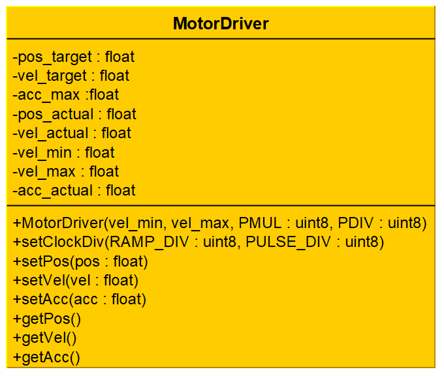 MotorDriver
-pos_target : float
-vel_target : float
-acc_max :float
-pos_actual : float
-vel_actual : float
-vel_min : float
-vel_max : float
-acc_actual : float
+MotorDriver(vel_min, vel_max, PMUL : uint8, PDIV : uint8)
+setClockDiv(RAMP_DIV : uint8, PULSE_DIV : uint8)
+setPos(pos : float)
+setVel(vel : float)
+setAcc(acc : float)
+getPos()
+getVel()
+getAcc()